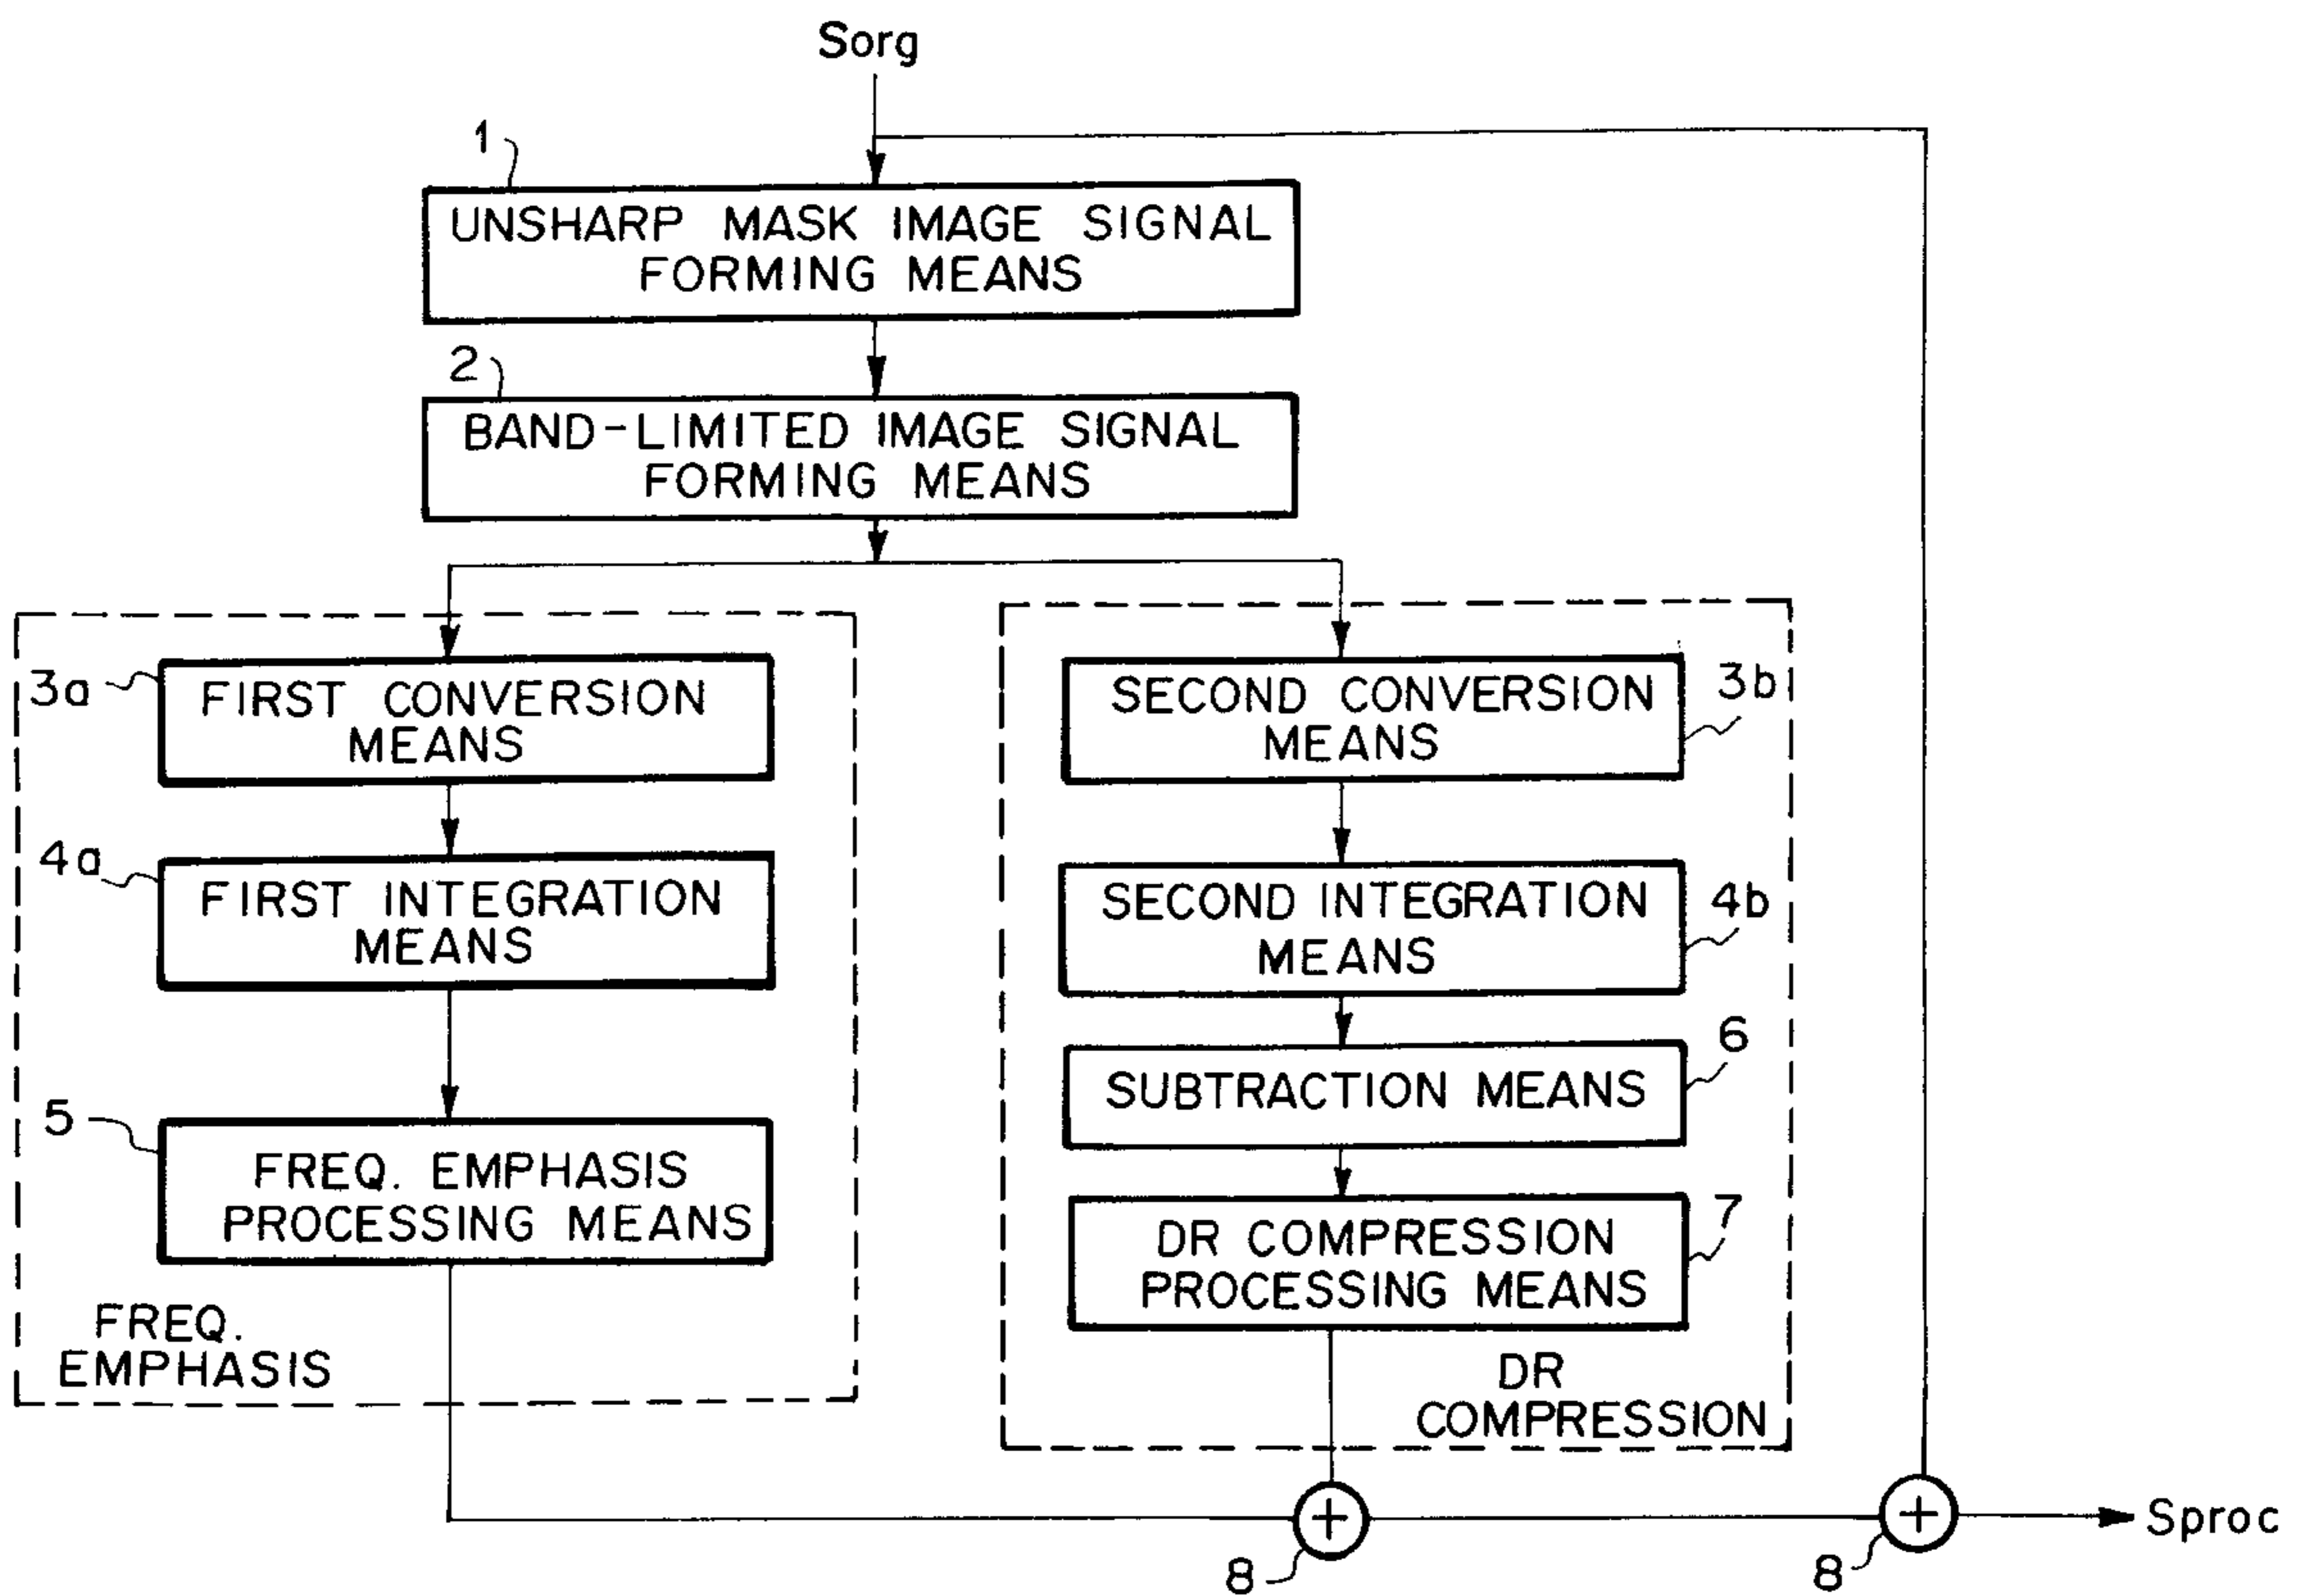 Sorg
1
UNSHARP MASK IMAGE SIGNAL
FORMING MEANS
2
BAND-LIMITED IMAGE SIGNAL
FORMING MEANS
3a
FIRST CONVERSION
MEANS
4a
FIRST INTEGRATION
MEANS
5
FREQ. EMPHASIS
PROCESSING MEANS
FREQ.
EMPHASIS
SECOND CONVERSION
MEANS
3b
SECOND INTEGRATION
MEANS
4b
SUBTRACTION MEANS
6
DR COMPRESSION
PROCESSING MEANS
7
DR
COMPRESSION
+
8
+
8
Sproc